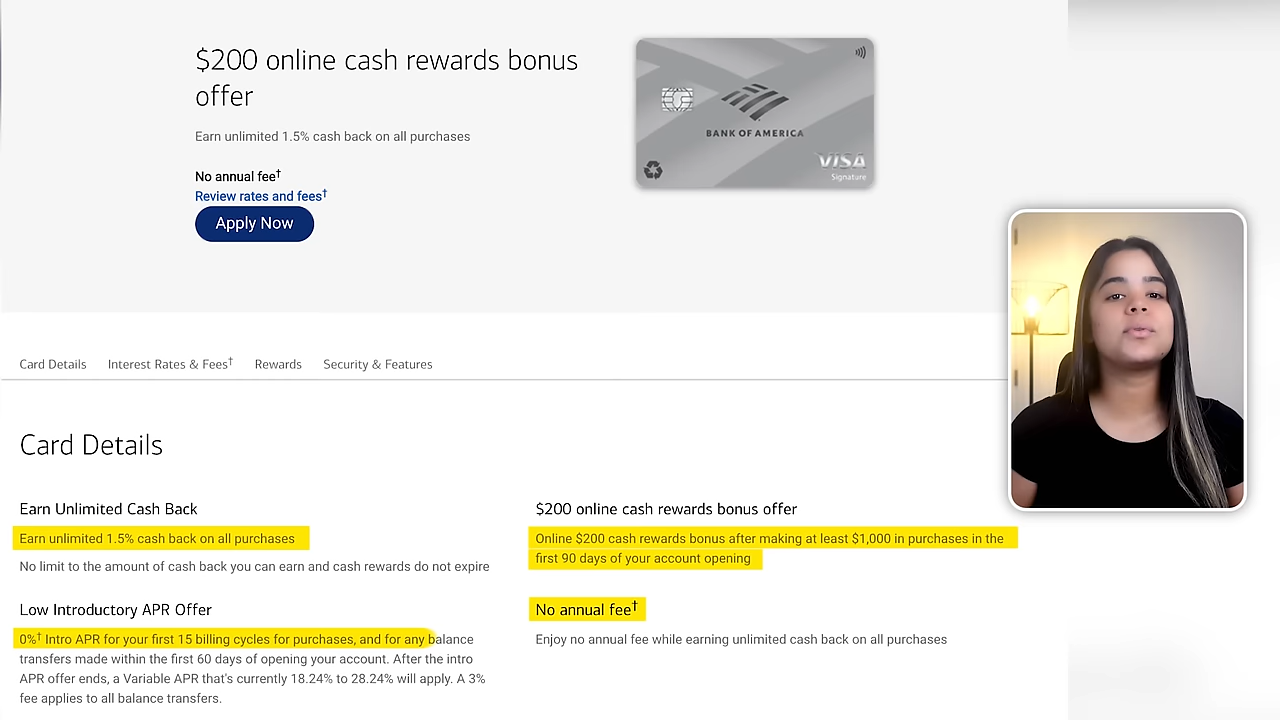 $200 online cash rewards bonus
offer
Earn unlimited 1.5% cash back on all purchases
No annual fee†
Review rates and fees†
Apply Now
BANK OF AMERICA
VISA
Signature
Card Details
Interest Rates & Fees†
Rewards
Security & Features
Card Details
Earn Unlimited Cash Back
Earn unlimited 1.5% cash back on all purchases
No limit to the amount of cash back you can earn and cash rewards do not expire
$200 online cash rewards bonus offer
Online $200 cash rewards bonus after making at least $1,000 in purchases in the
first 90 days of your account opening
Low Introductory APR Offer
0%† Intro APR for your first 15 billing cycles for purchases, and for any balance
transfers made within the first 60 days of opening your account. After the intro
APR offer ends, a Variable APR that's currently 18.24% to 28.24% will apply. A 3%
fee applies to all balance transfers.
No annual fee†
Enjoy no annual fee while earning unlimited cash back on all purchases